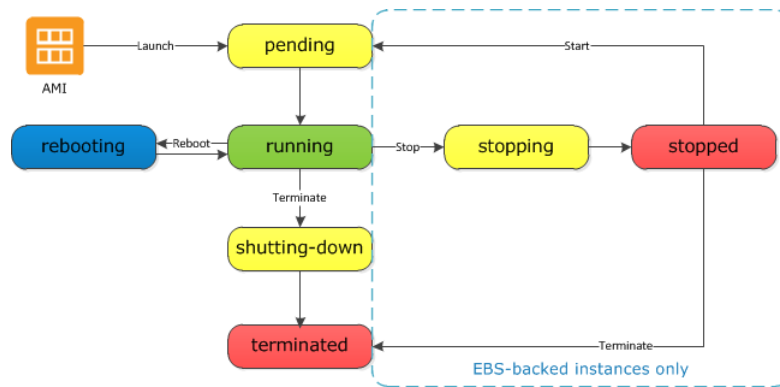 Launch
pending
Start
AMI
rebooting
Reboot
running
Stop
stopping
stopped
Terminate
shutting-down
terminated
Terminate
EBS-backed instances only